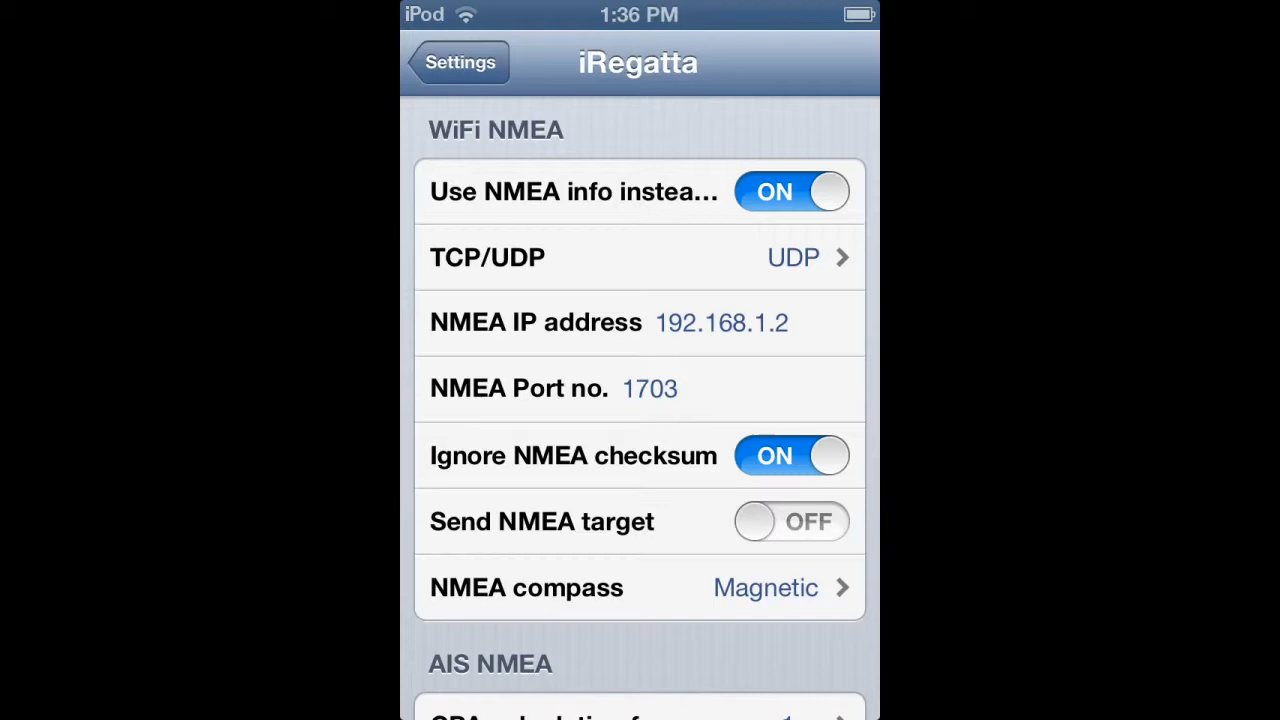 iPod 1:36 PM
Settings iRegatta
WiFi NMEA
Use NMEA info instea... ON
TCP/UDP UDP
NMEA IP address 192.168.1.2
NMEA Port no. 1703
Ignore NMEA checksum ON
Send NMEA target OFF
NMEA compass Magnetic
AIS NMEA